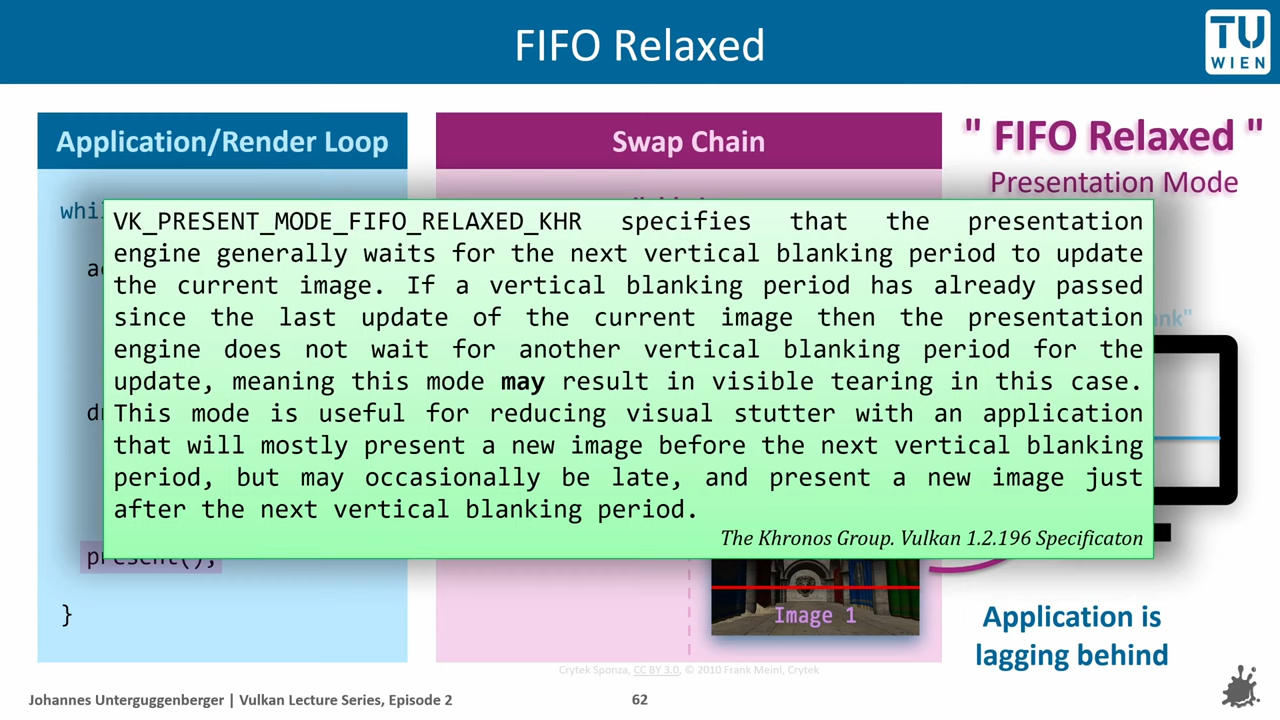 FIFO Relaxed
TU
WIEN
Application/Render Loop
Swap Chain
" FIFO Relaxed "
Presentation Mode
VK_PRESENT_MODE_FIFO_RELAXED_KHR specifies that the presentation
engine generally waits for the next vertical blanking period to update
the current image. If a vertical blanking period has already passed
since the last update of the current image then the presentation
engine does not wait for another vertical blanking period for the
update, meaning this mode may result in visible tearing in this case.
This mode is useful for reducing visual stutter with an application
that will mostly present a new image before the next vertical blanking
period, but may occasionally be late, and present a new image just
after the next vertical blanking period.
The Khronos Group. Vulkan 1.2.196 Specificaton
present();
}
Image 1
Application is
lagging behind
Crytek Sponza, CC BY 3.0, © 2010 Frank Meinl, Crytek
Johannes Unterguggenberger | Vulkan Lecture Series, Episode 2
62